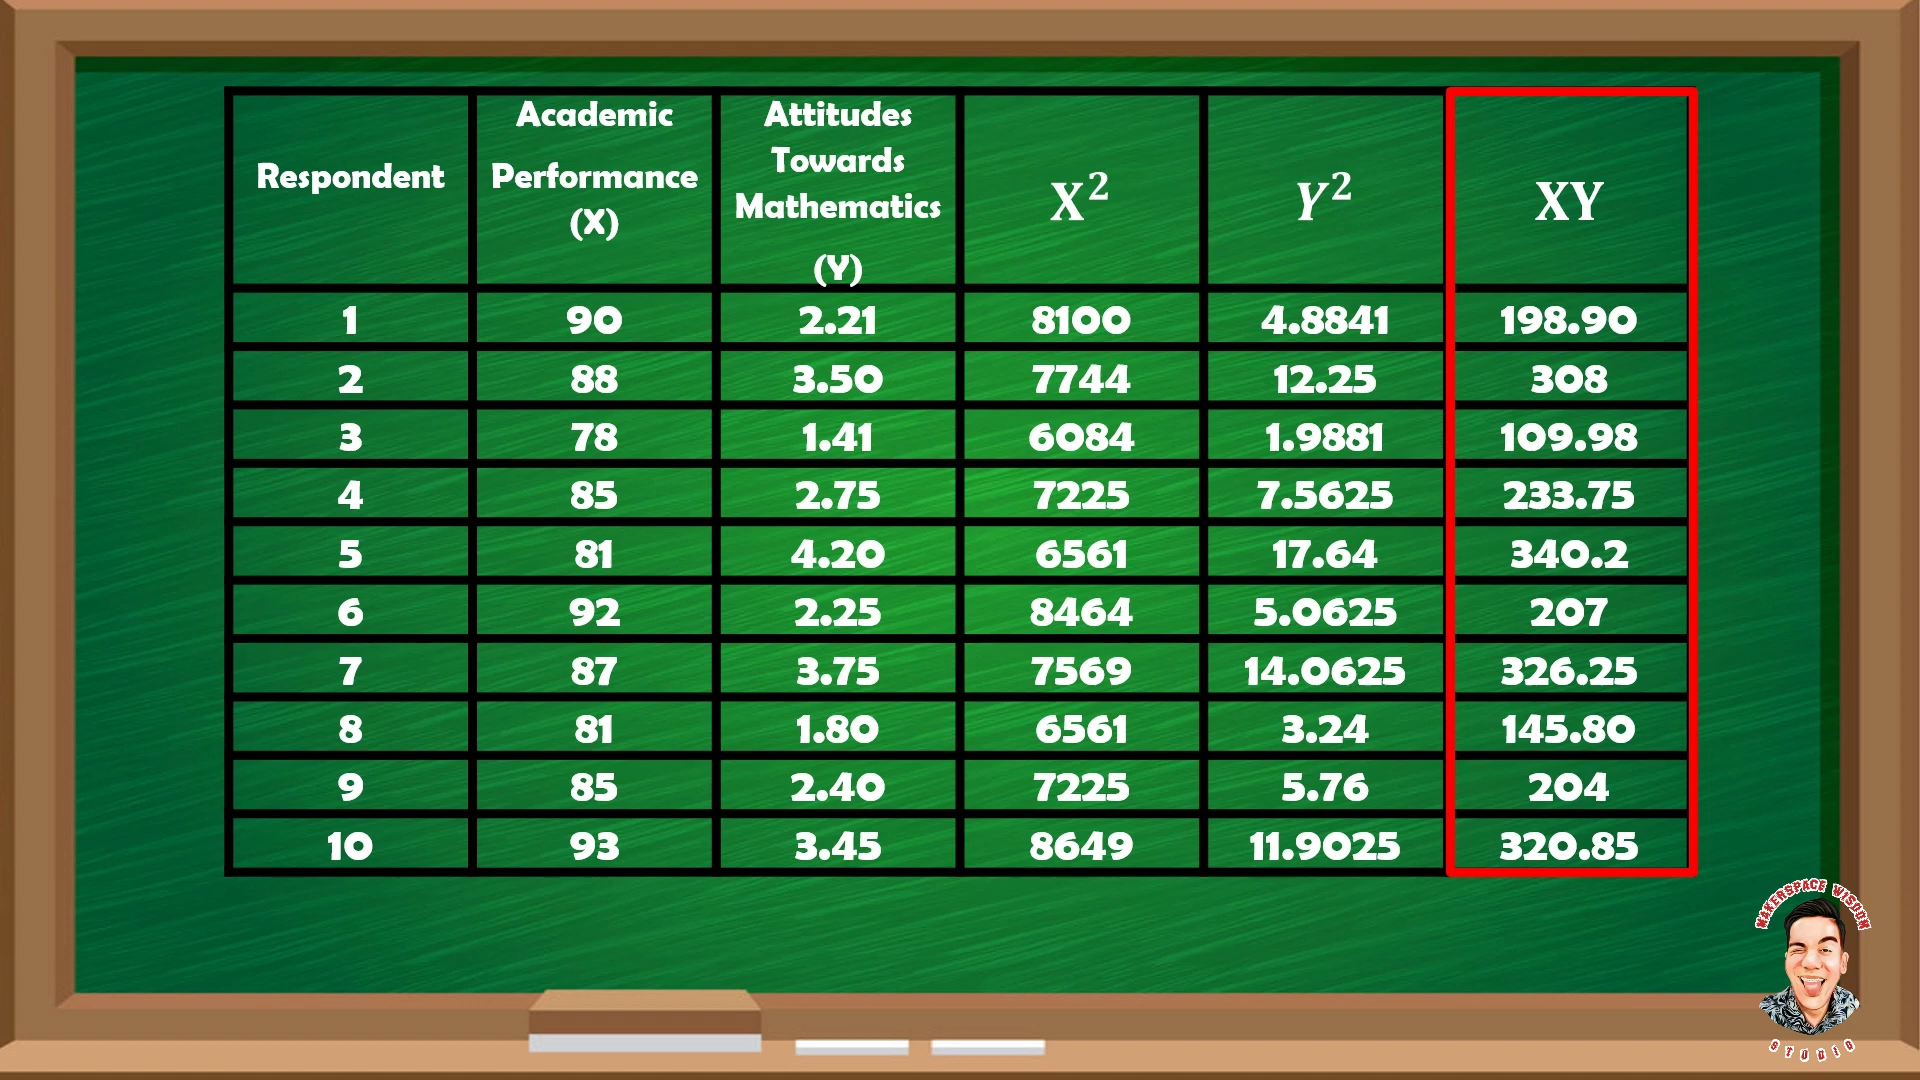 Respondent
Academic
Performance
(X)
Attitudes
Towards
Mathematics
(Y)
X²
Y²
XY
1 90 2.21 8100 4.8841 198.90
2 88 3.50 7744 12.25 308
3 78 1.41 6084 1.9881 109.98
4 85 2.75 7225 7.5625 233.75
5 81 4.20 6561 17.64 340.2
6 92 2.25 8464 5.0625 207
7 87 3.75 7569 14.0625 326.25
8 81 1.80 6561 3.24 145.80
9 85 2.40 7225 5.76 204
10 93 3.45 8649 11.9025 320.85
MAKERSPACE WISDOM
STUDIO